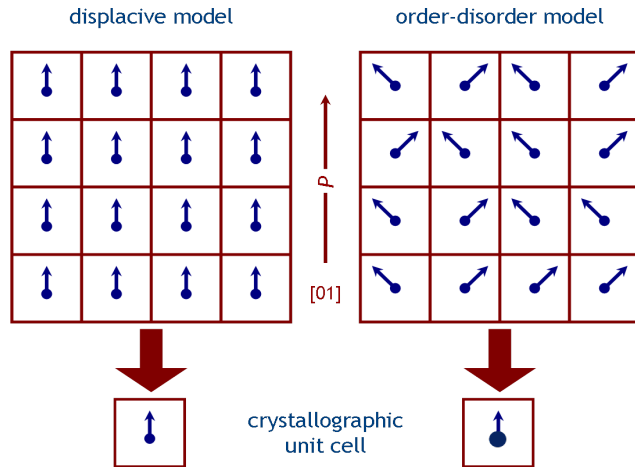 displacive model
order-disorder model
P
[01]
crystallographic
unit cell